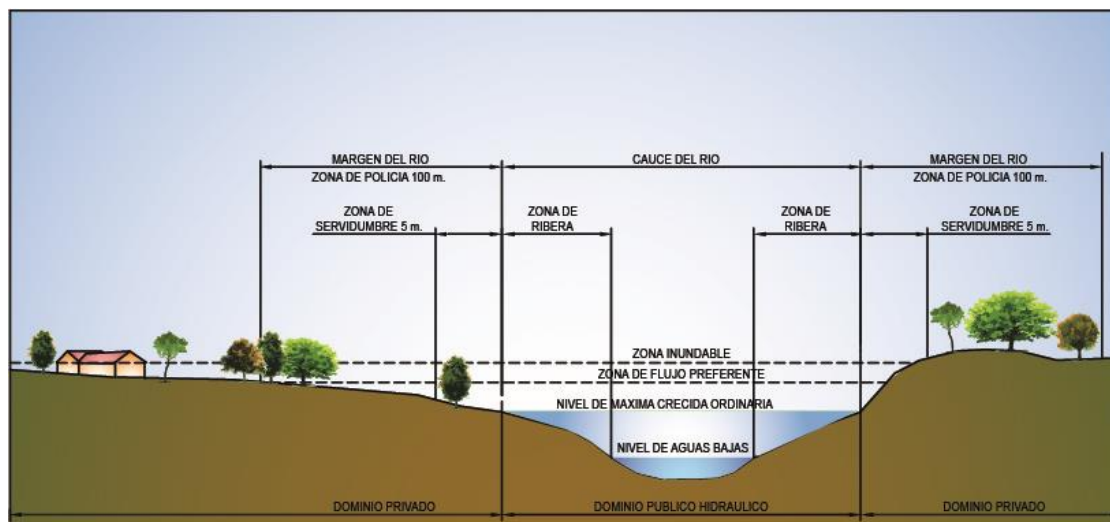 MARGEN DEL RIO
CAUCE DEL RIO
MARGEN DEL RIO
ZONA DE POLICIA 100 m.
ZONA DE POLICIA 100 m.
ZONA DE
SERVIDUMBRE 5 m.
ZONA DE
RIBERA
ZONA DE
RIBERA
ZONA DE
SERVIDUMBRE 5 m.
ZONA INUNDABLE
ZONA DE FLUJO PREFERENTE
NIVEL DE MAXIMA CRECIDA ORDINARIA
NIVEL DE AGUAS BAJAS
DOMINIO PRIVADO
DOMINIO PUBLICO HIDRAULICO
DOMINIO PRIVADO